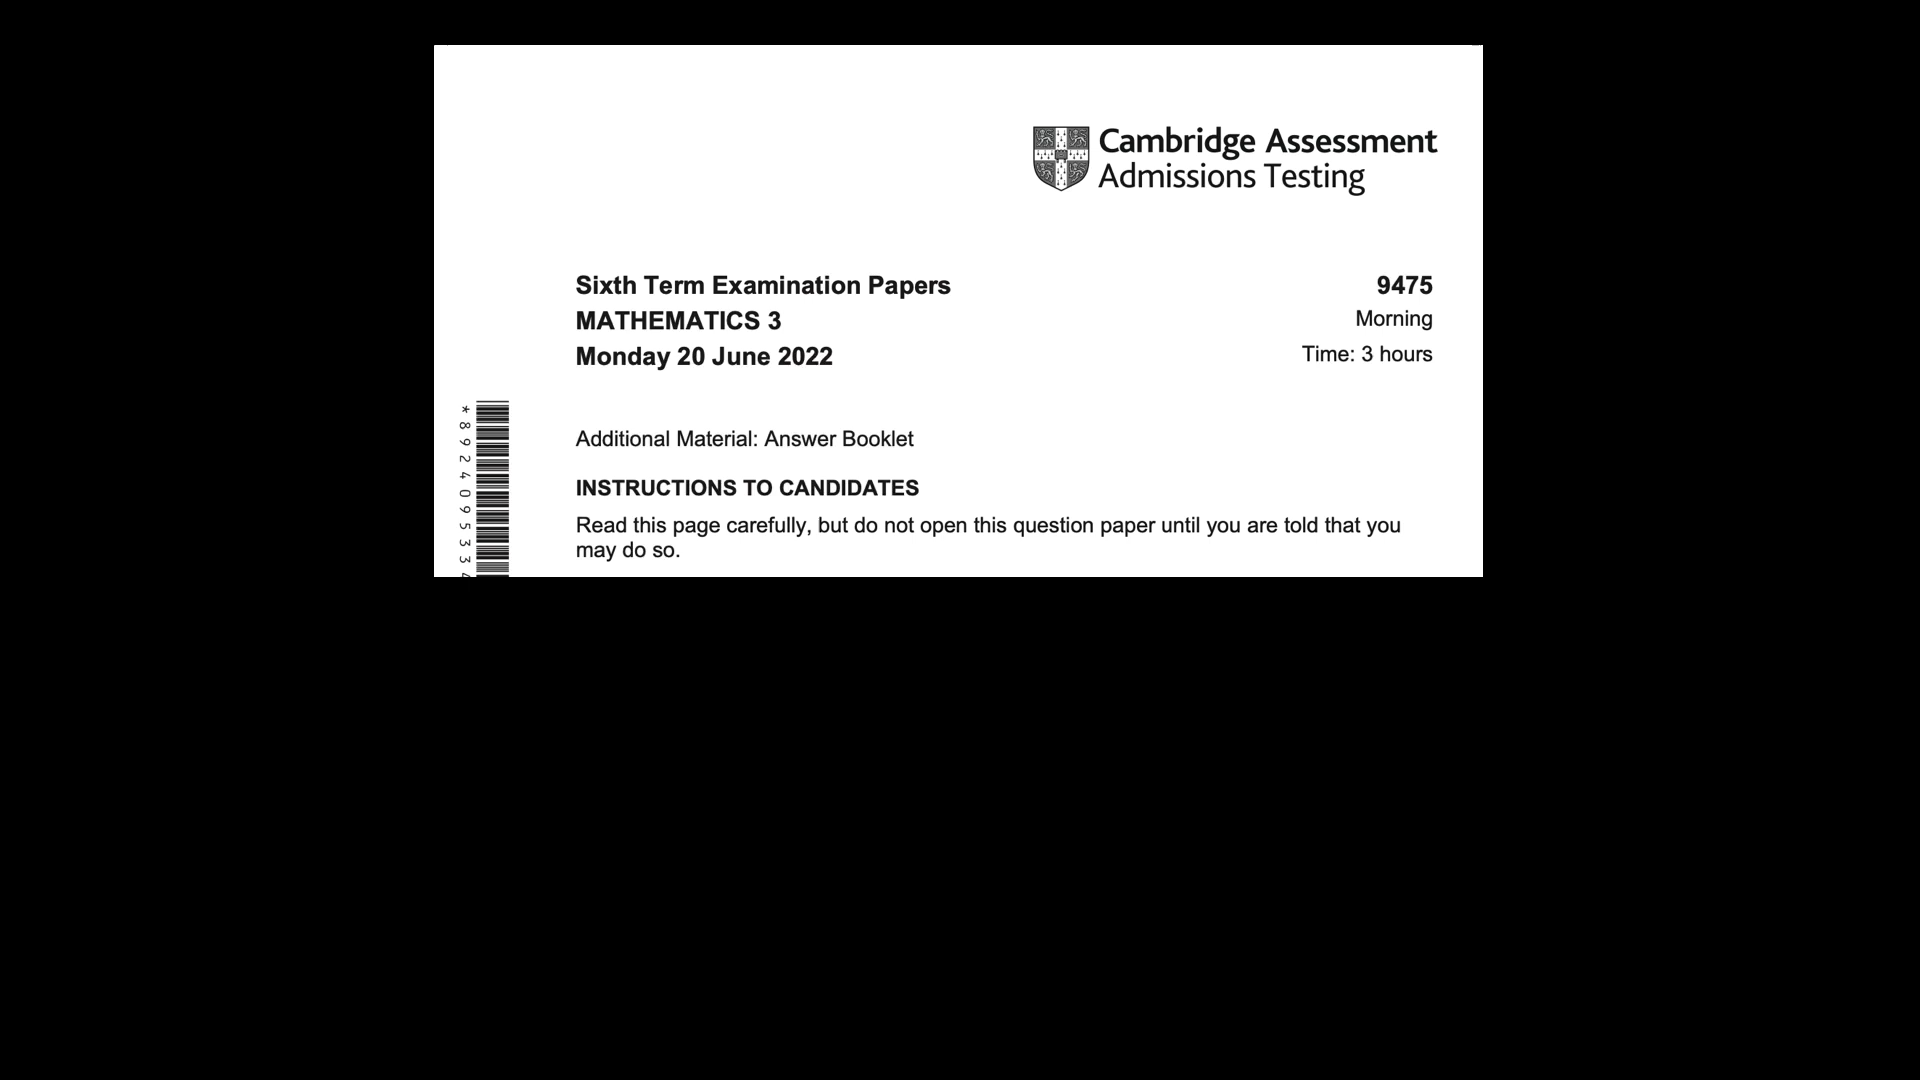 Cambridge Assessment
Admissions Testing
Sixth Term Examination Papers 9475
MATHEMATICS 3 Morning
Monday 20 June 2022 Time: 3 hours
*892409533
Additional Material: Answer Booklet
INSTRUCTIONS TO CANDIDATES
Read this page carefully, but do not open this question paper until you are told that you
may do so.